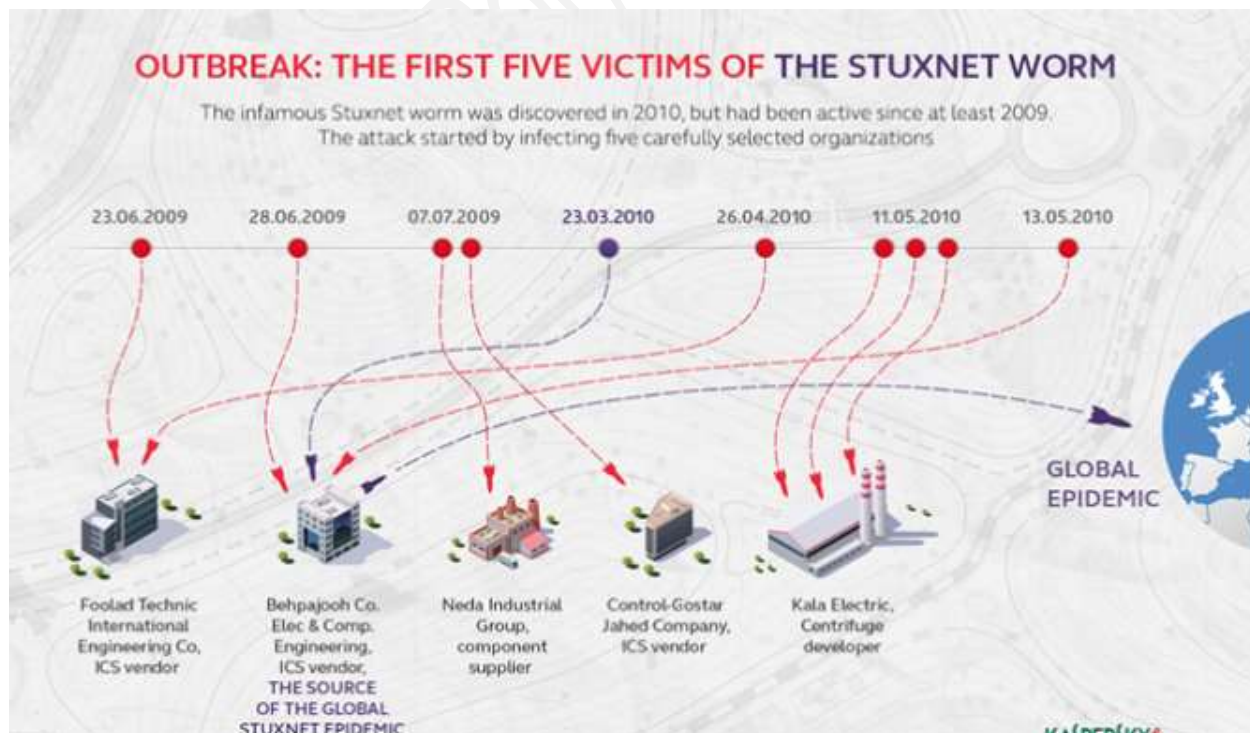 OUTBREAK: THE FIRST FIVE VICTIMS OF THE STUXNET WORM
The infamous Stuxnet worm was discovered in 2010, but had been active since at least 2009.
The attack started by infecting five carefully selected organizations
23.06.2009 28.06.2009 07.07.2009 23.03.2010 26.04.2010 11.05.2010 13.05.2010
GLOBAL
EPIDEMIC
Foolad Technic
International
Engineering Co,
ICS vendor
Behpajooh Co.
Elec & Comp.
Engineering,
ICS vendor,
THE SOURCE
OF THE GLOBAL
STUXNET EPIDEMIC
Neda Industrial
Group,
component
supplier
Control-Gostar
Jahed Company,
ICS vendor
Kala Electric,
Centrifuge
developer